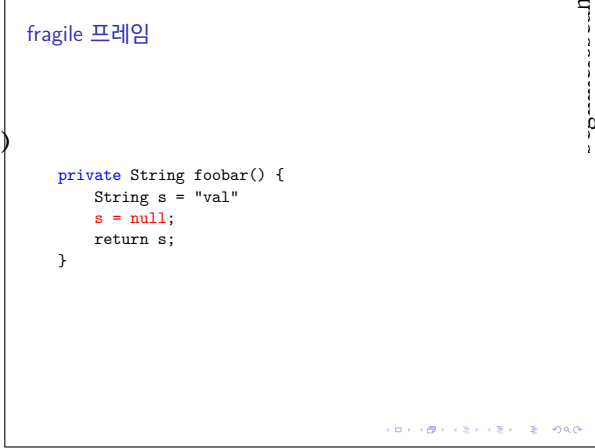 fragile 프레임
)
private String foobar() {
String s = "val"
s = null;
return s;
}